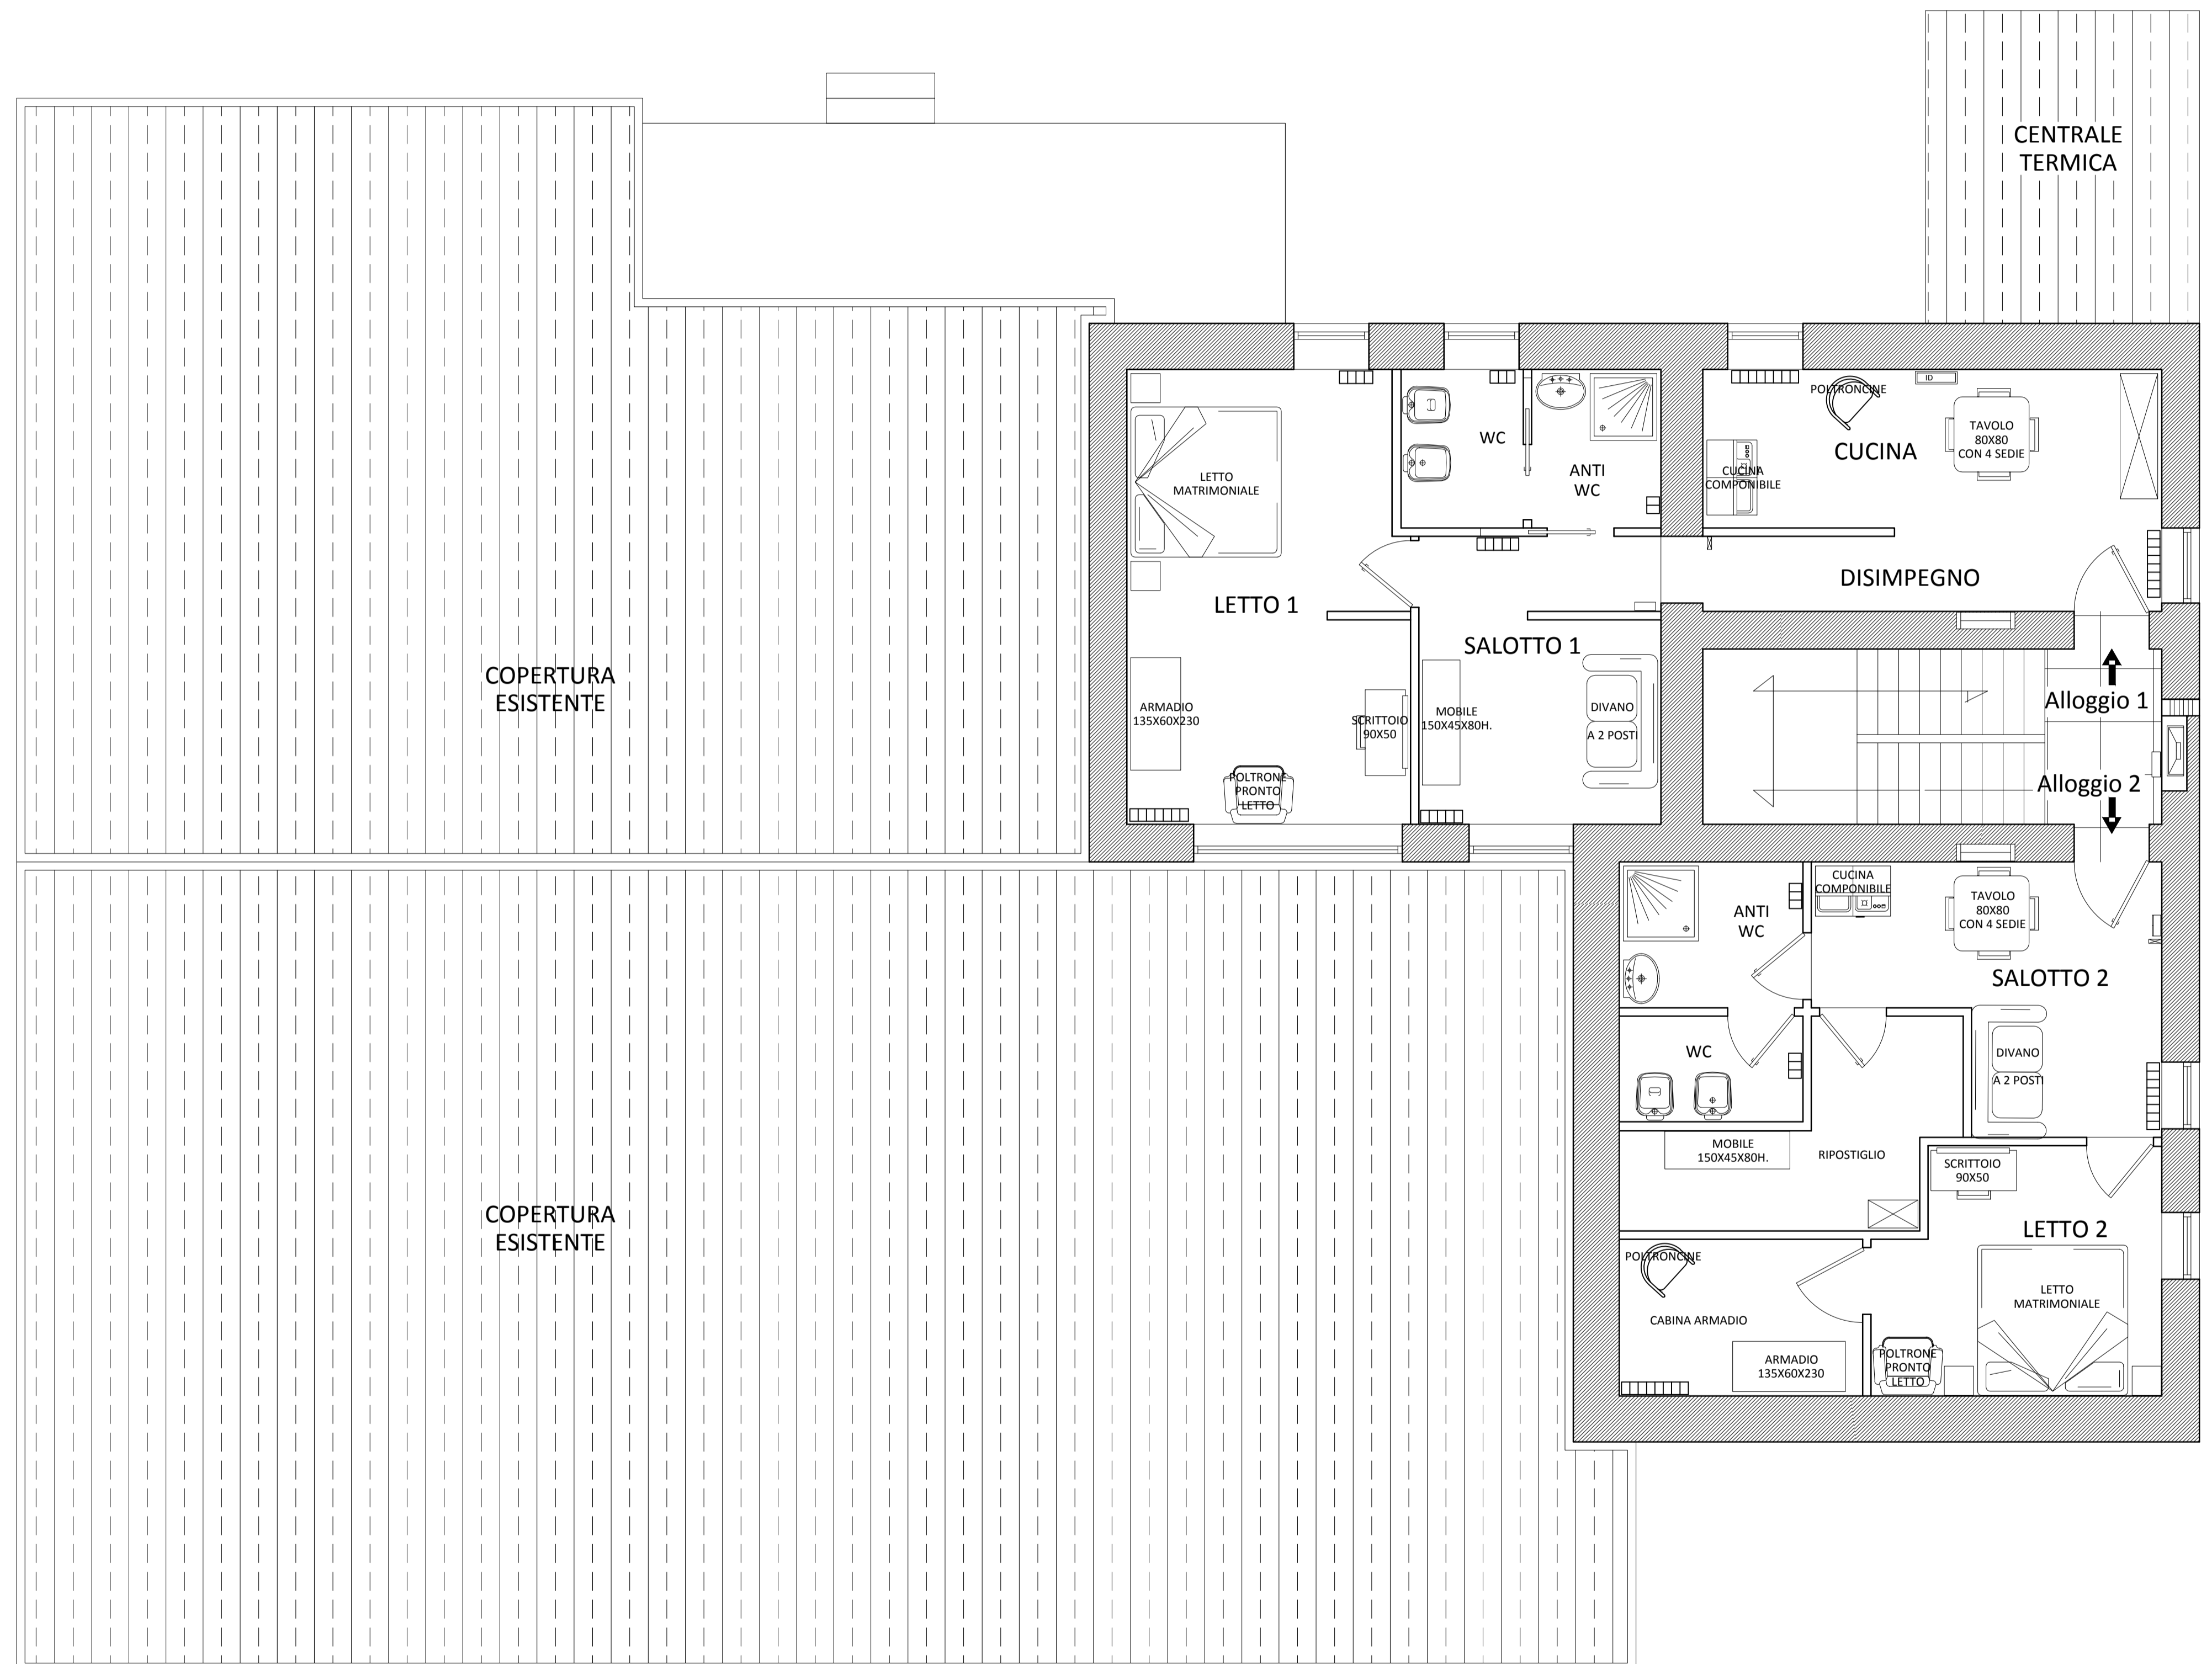 CENTRALE
TERMICA
COPERTURA
ESISTENTE
LETTO
MATRIMONIALE
LETTO 1
ARMADIO
135X60X230
POLTRONE
PRONTO
LETTO
SCRITTOIO
90X50
WC
ANTI
WC
SALOTTO 1
MOBILE
150X45X80H.
DIVANO
A 2 POSTI
POLTRONCINE
ID
CUCINA
TAVOLO
80X80
CON 4 SEDIE
CUCINA
COMPONIBILE
DISIMPEGNO
Alloggio 1
Alloggio 2
CUCINA
COMPONIBILE
ANTI
WC
TAVOLO
80X80
CON 4 SEDIE
SALOTTO 2
WC
DIVANO
A 2 POSTI
MOBILE
150X45X80H.
RIPOSTIGLIO
SCRITTOIO
90X50
LETTO 2
POLTRONCINE
CABINA ARMADIO
ARMADIO
135X60X230
POLTRONE
PRONTO
LETTO
LETTO
MATRIMONIALE
COPERTURA
ESISTENTE